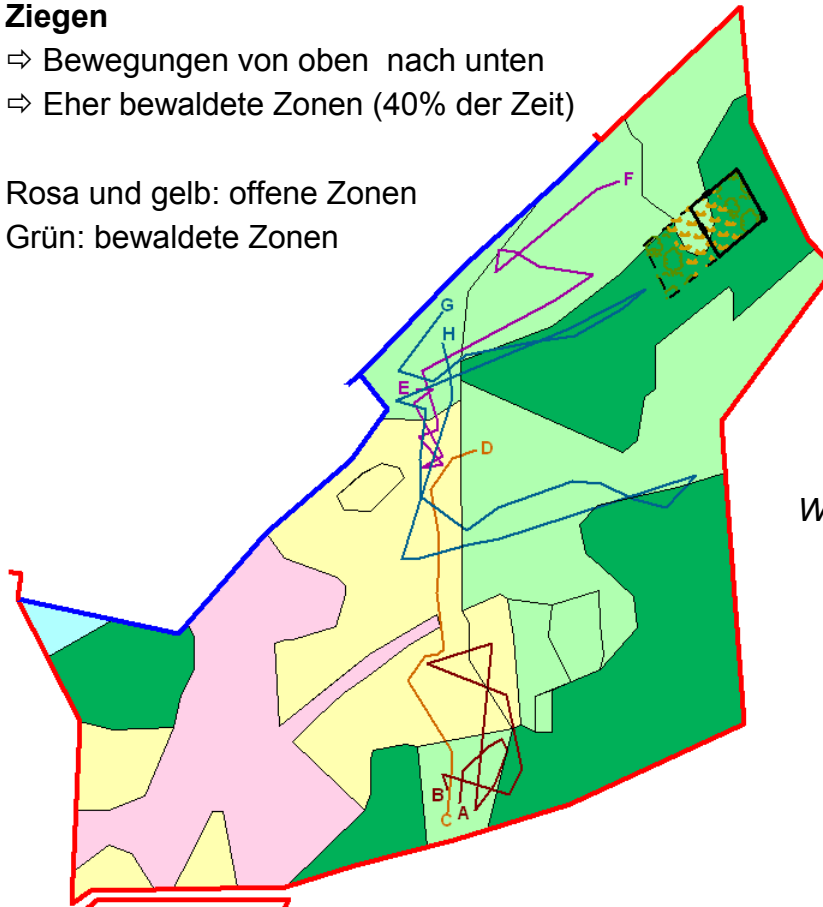 Ziegen
⇨ Bewegungen von oben nach unten
⇨ Eher bewaldete Zonen (40% der Zeit)
Rosa und gelb: offene Zonen
Grün: bewaldete Zonen
F
G
H
E
D
W
B
C
A